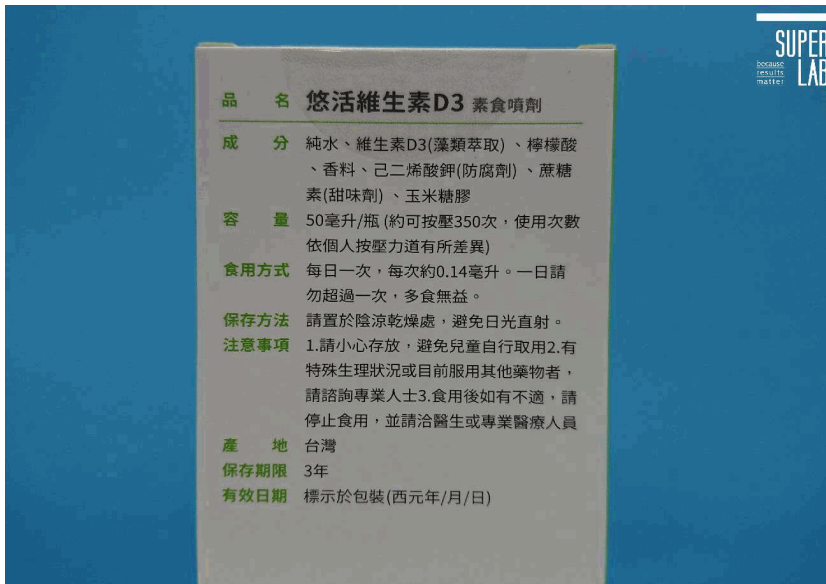 SUPER
LAB
because
results
matter
品名 悠活維生素D3 素食噴劑
成分 純水、維生素D3(藻類萃取)、檸檬酸
、香料、己二烯酸鉀(防腐劑)、蔗糖
素(甜味劑)、玉米糖膠
容量 50毫升/瓶 (約可按壓350次,使用次數
依個人按壓力道有所差異)
食用方式 每日一次,每次約0.14毫升。一日請
勿超過一次,多食無益。
保存方法 請置於陰涼乾燥處,避免日光直射。
注意事項 1.請小心存放,避免兒童自行取用2.有
特殊生理狀況或目前服用其他藥物者,
請諮詢專業人士3.食用後如有不適,請
停止食用,並請洽醫生或專業醫療人員
產地 台灣
保存期限 3年
有效日期 標示於包裝(西元年/月/日)